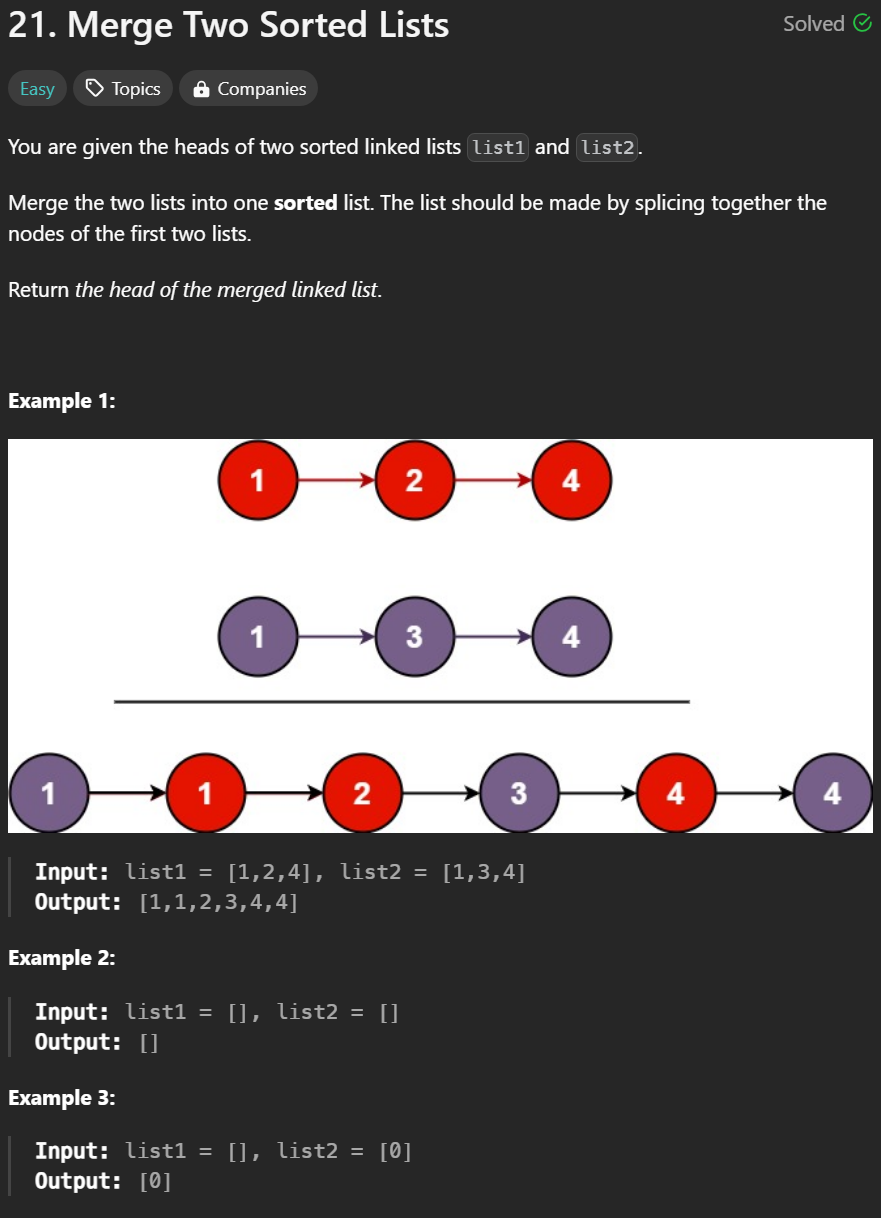 21. Merge Two Sorted Lists
Solved
Easy Topics Companies
You are given the heads of two sorted linked lists list1 and list2.
Merge the two lists into one sorted list. The list should be made by splicing together the
nodes of the first two lists.
Return the head of the merged linked list.
Example 1:
1 2 4
1 3 4
1 1 2 3 4 4
Input: list1 = [1,2,4], list2 = [1,3,4]
Output: [1,1,2,3,4,4]
Example 2:
Input: list1 = [], list2 = []
Output: []
Example 3:
Input: list1 = [], list2 = [0]
Output: [0]